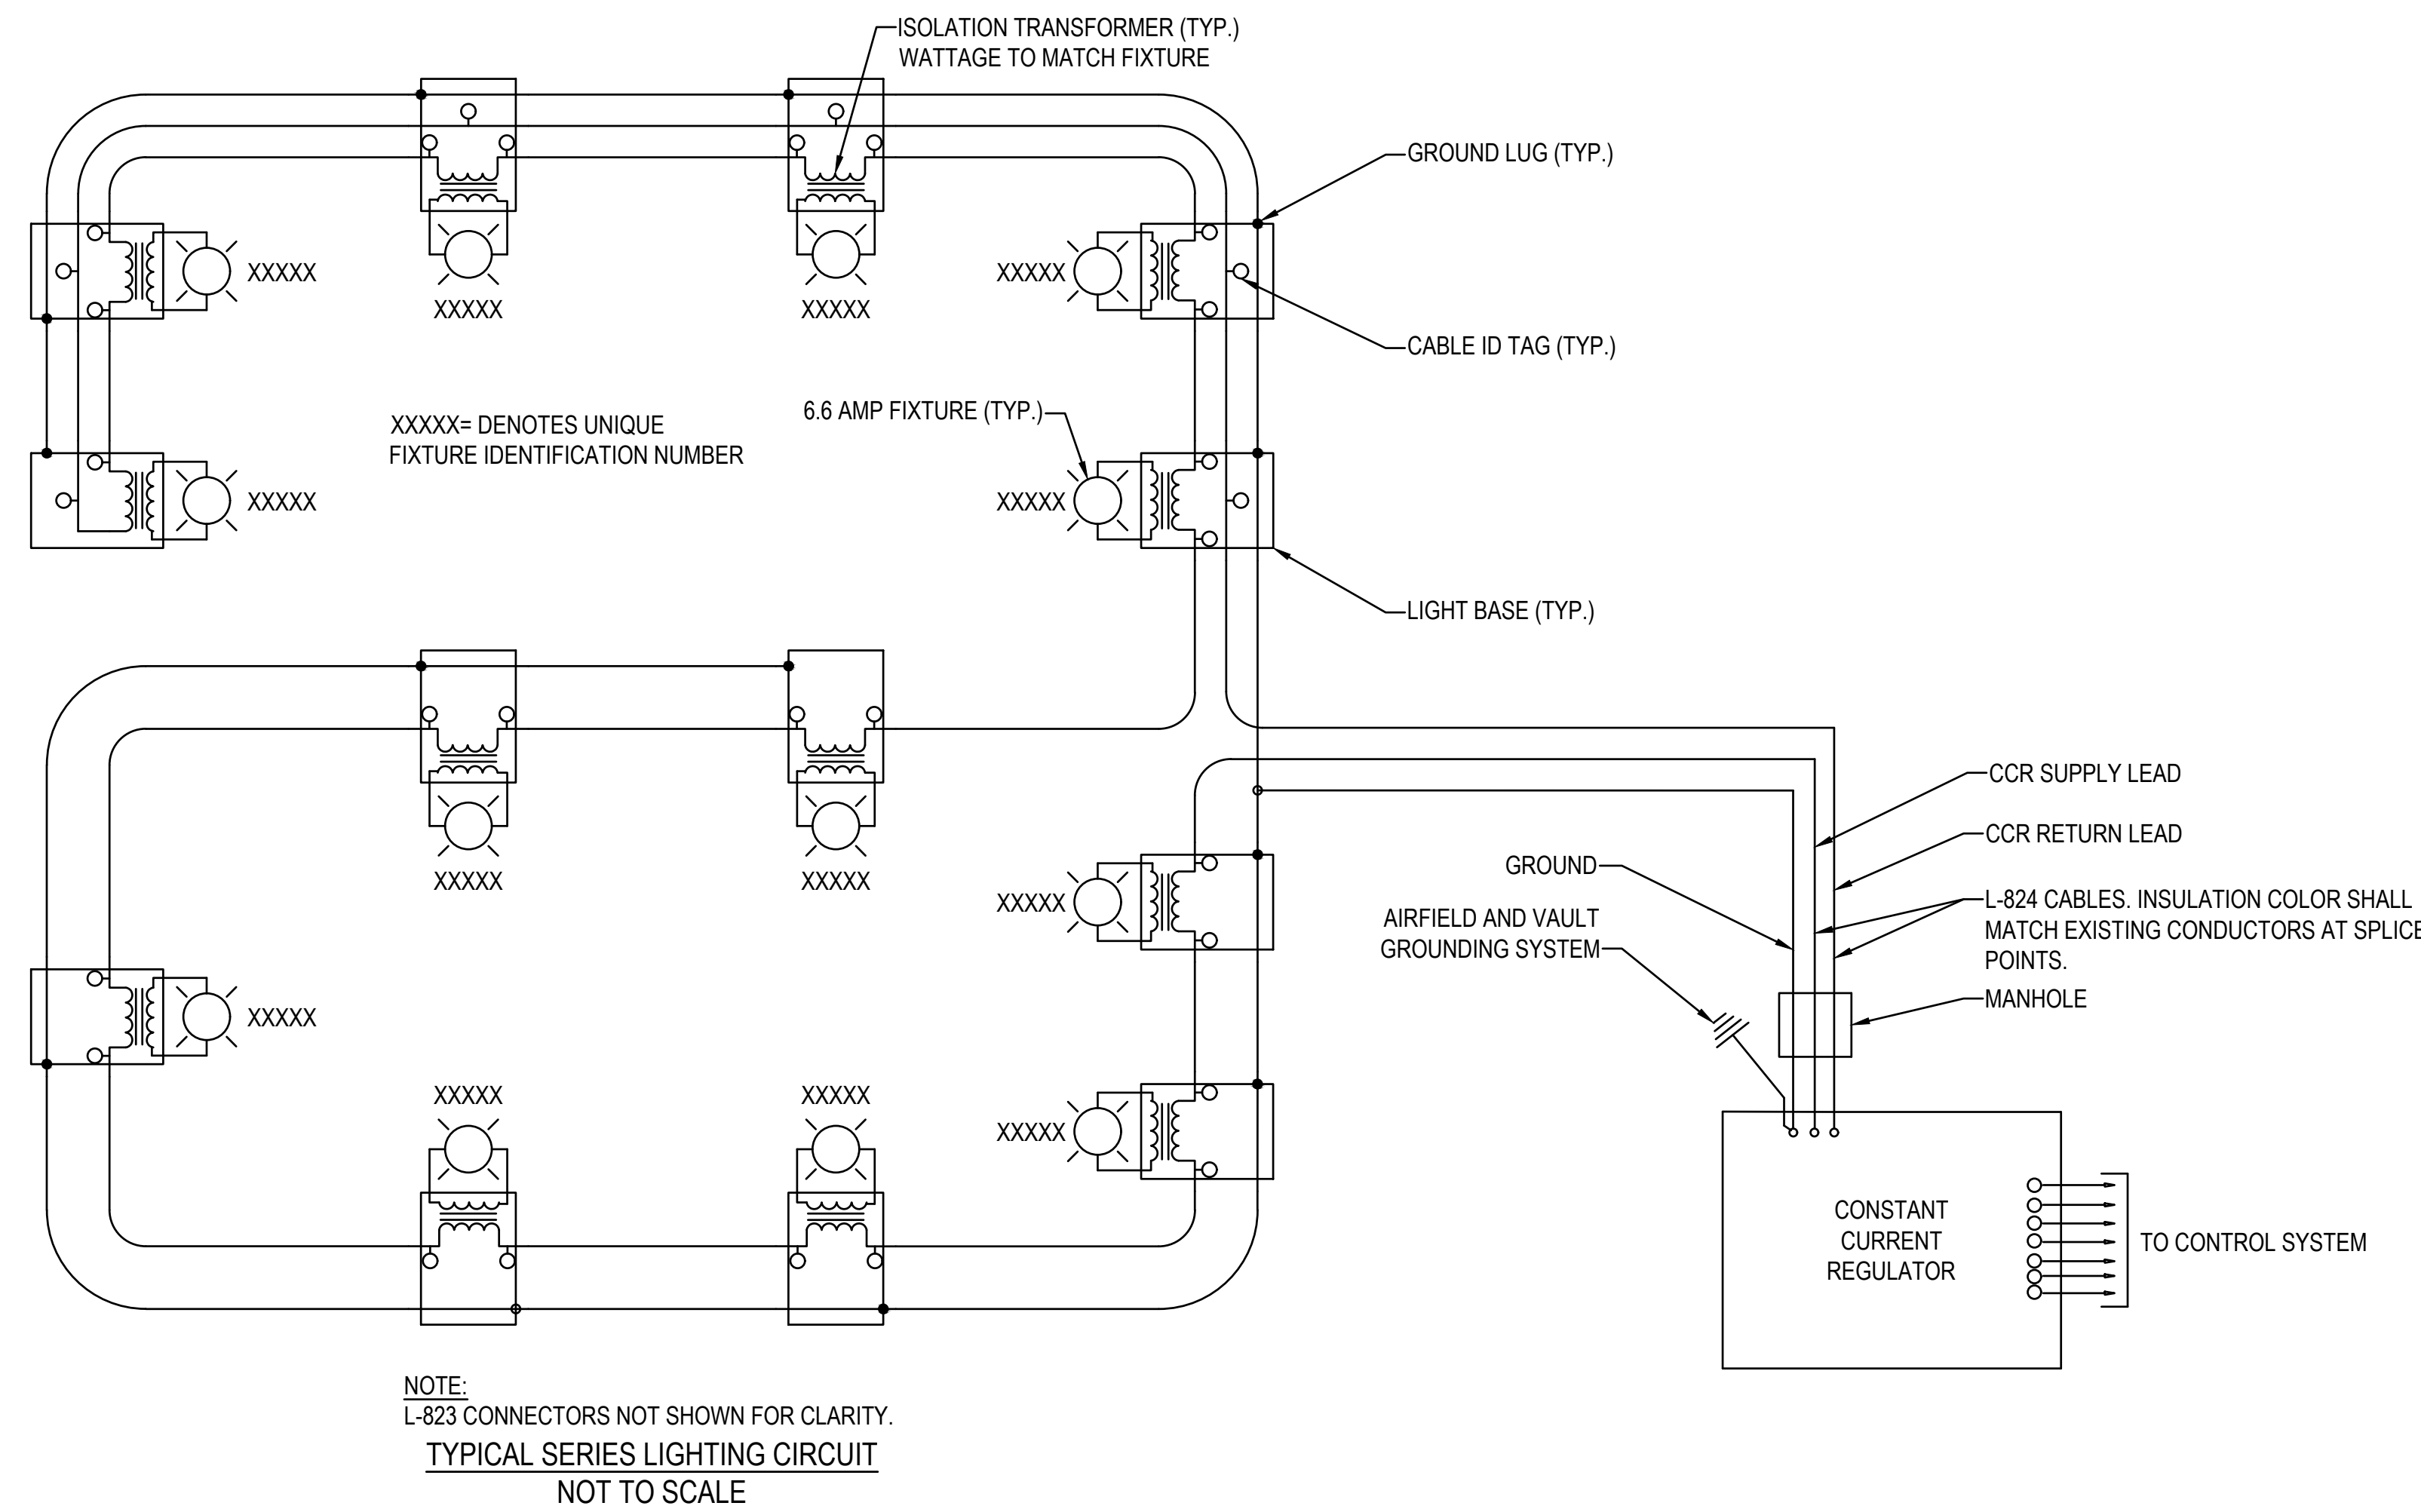 ISOLATION TRANSFORMER (TYP.)
WATTAGE TO MATCH FIXTURE
GROUND LUG (TYP.)
XXXXX
XXXXX
XXXXX
XXXXX
CABLE ID TAG (TYP.)
6.6 AMP FIXTURE (TYP.)
XXXXX= DENOTES UNIQUE
FIXTURE IDENTIFICATION NUMBER
XXXXX
XXXXX
LIGHT BASE (TYP.)
CCR SUPPLY LEAD
CCR RETURN LEAD
GROUND
XXXXX
XXXXX
XXXXX
L-824 CABLES. INSULATION COLOR SHALL
MATCH EXISTING CONDUCTORS AT SPLICE
POINTS.
AIRFIELD AND VAULT
GROUNDING SYSTEM
MANHOLE
XXXXX
XXXXX
XXXXX
XXXXX
CONSTANT
CURRENT
REGULATOR
TO CONTROL SYSTEM
NOTE:
L-823 CONNECTORS NOT SHOWN FOR CLARITY.
TYPICAL SERIES LIGHTING CIRCUIT
NOT TO SCALE